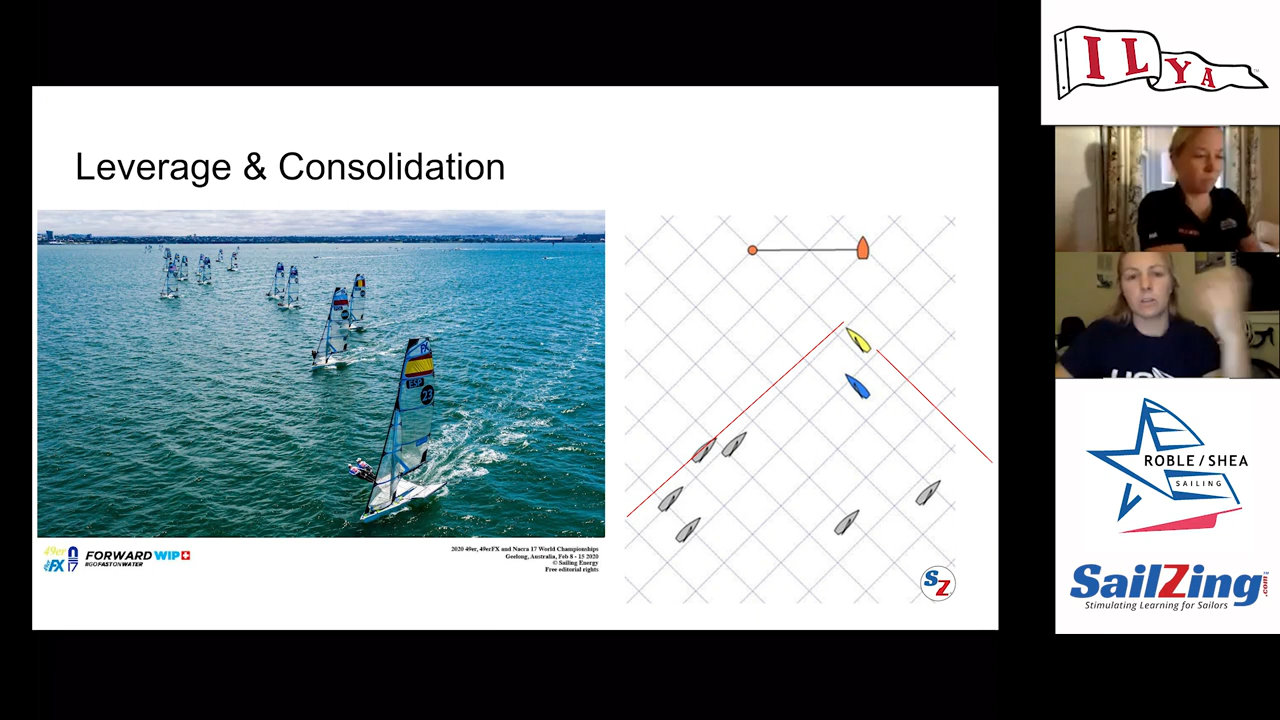 Leverage & Consolidation
ESP
23
49er
FX
17
FORWARD WIP
#GOFASTONWATER
2020 49er, 49erFX and Nacra 17 World Championships
Geelong, Australia, Feb 8 - 15 2020
© Sailing Energy
Free editorial rights
SZ
ILYA
ROBLE / SHEA
SAILING
SailZing.com
Stimulating Learning for Sailors